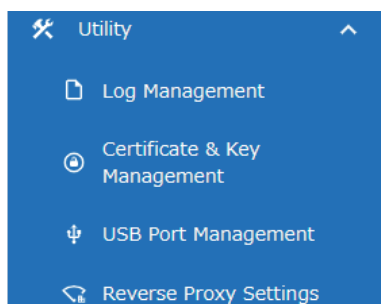 Utility
Log Management
Certificate & Key
Management
USB Port Management
Reverse Proxy Settings